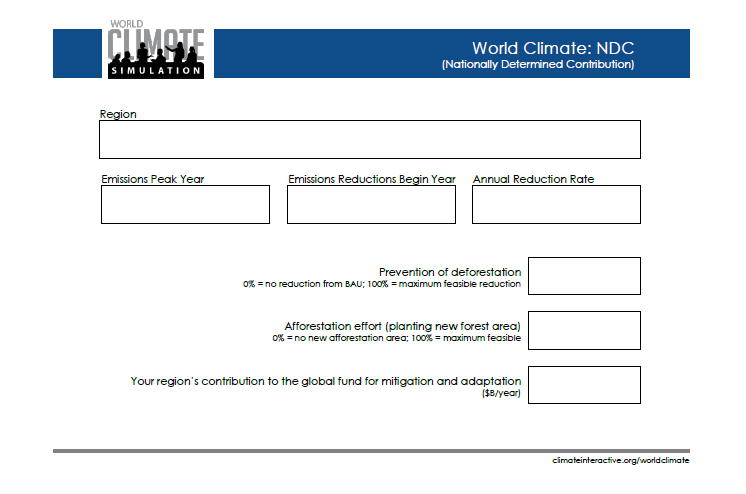 WORLD
CLIMATE
SIMULATION
World Climate: NDC
(Nationally Determined Contribution)
Region
Emissions Peak Year
Emissions Reductions Begin Year
Annual Reduction Rate
Prevention of deforestation
0% = no reduction from BAU; 100% = maximum feasible reduction
Afforestation effort (planting new forest area)
0% = no new afforestation area; 100% = maximum feasible
Your region's contribution to the global fund for mitigation and adaptation
($B/year)
climateinteractive.org/worldclimate